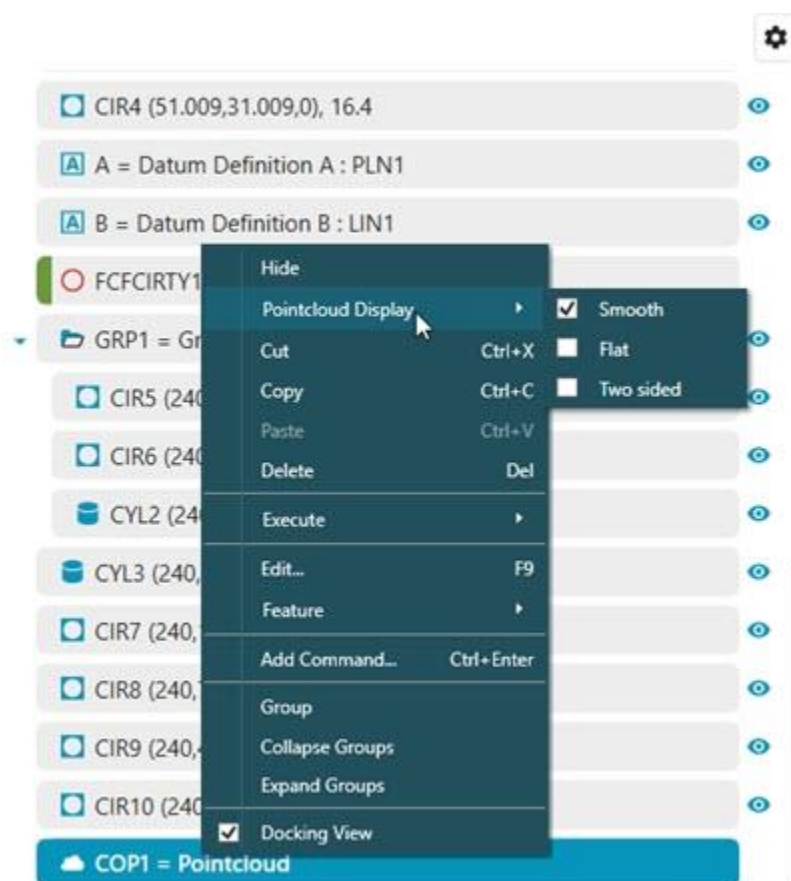 CIR4 (51.009,31.009,0), 16.4
A = Datum Definition A : PLN1
B = Datum Definition B : LIN1
FCFCIRTY1
GRP1 = Gr
CIR5 (240
CIR6 (240
CYL2 (24
CYL3 (240,
CIR7 (240,
CIR8 (240,
CIR9 (240,
CIR10 (240
COP1 = Pointcloud
Hide
Pointcloud Display
Cut Ctrl+X
Copy Ctrl+C
Paste Ctrl+V
Delete Del
Execute
Edit... F9
Feature
Add Command... Ctrl+Enter
Group
Collapse Groups
Expand Groups
Docking View
Smooth
Flat
Two sided